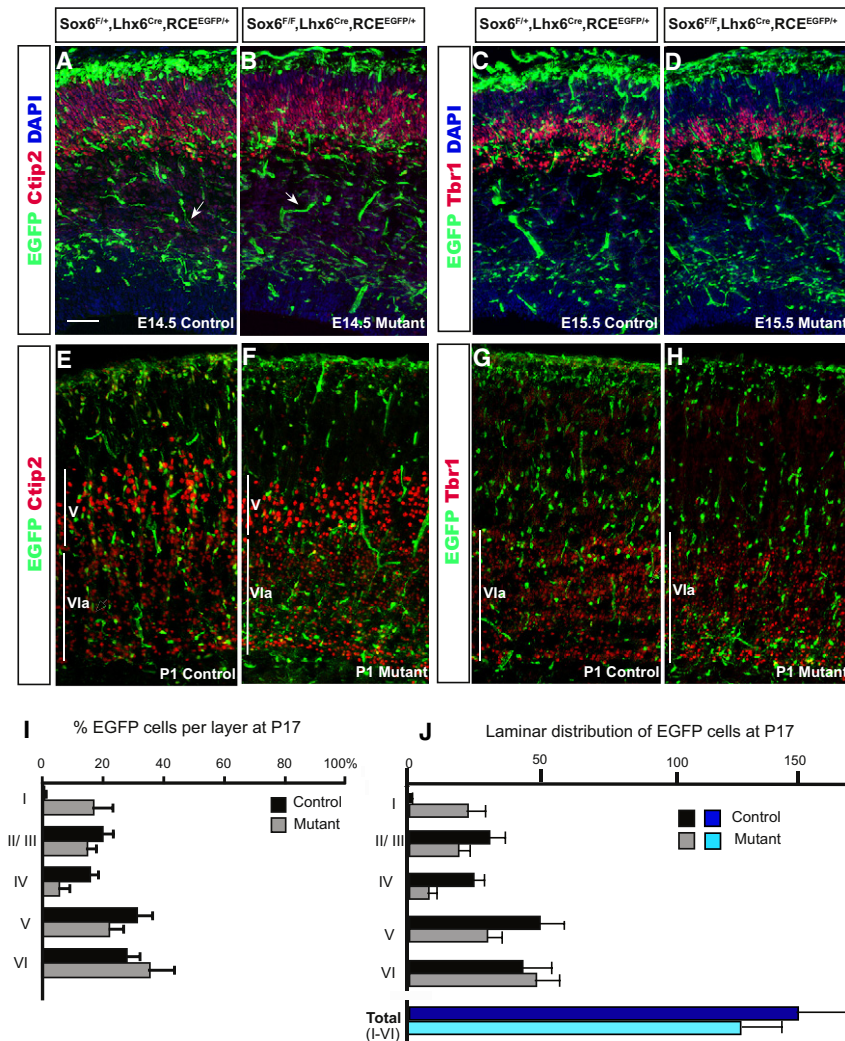 Sox6F/+,Lhx6Cre,RCEEGFP/+
Sox6F/F,Lhx6Cre,RCEEGFP/+
Sox6F/+,Lhx6Cre,RCEEGFP/+
Sox6F/F,Lhx6Cre,RCEEGFP/+
EGFP Ctip2 DAPI
A
B
E14.5 Control
E14.5 Mutant
EGFP Tbr1 DAPI
C
D
E15.5 Control
E15.5 Mutant
EGFP Ctip2
E
F
V
V
VIa
VIa
P1 Control
P1 Mutant
EGFP Tbr1
G
H
VIa
VIa
P1 Control
P1 Mutant
I
% EGFP cells per layer at P17
0 20 40 60 80 100%
I
II/ III
IV
V
VI
Control
Mutant
J
Laminar distribution of EGFP cells at P17
0 50 100 150
I
II/ III
IV
V
VI
Total
(I-VI)
Control
Mutant